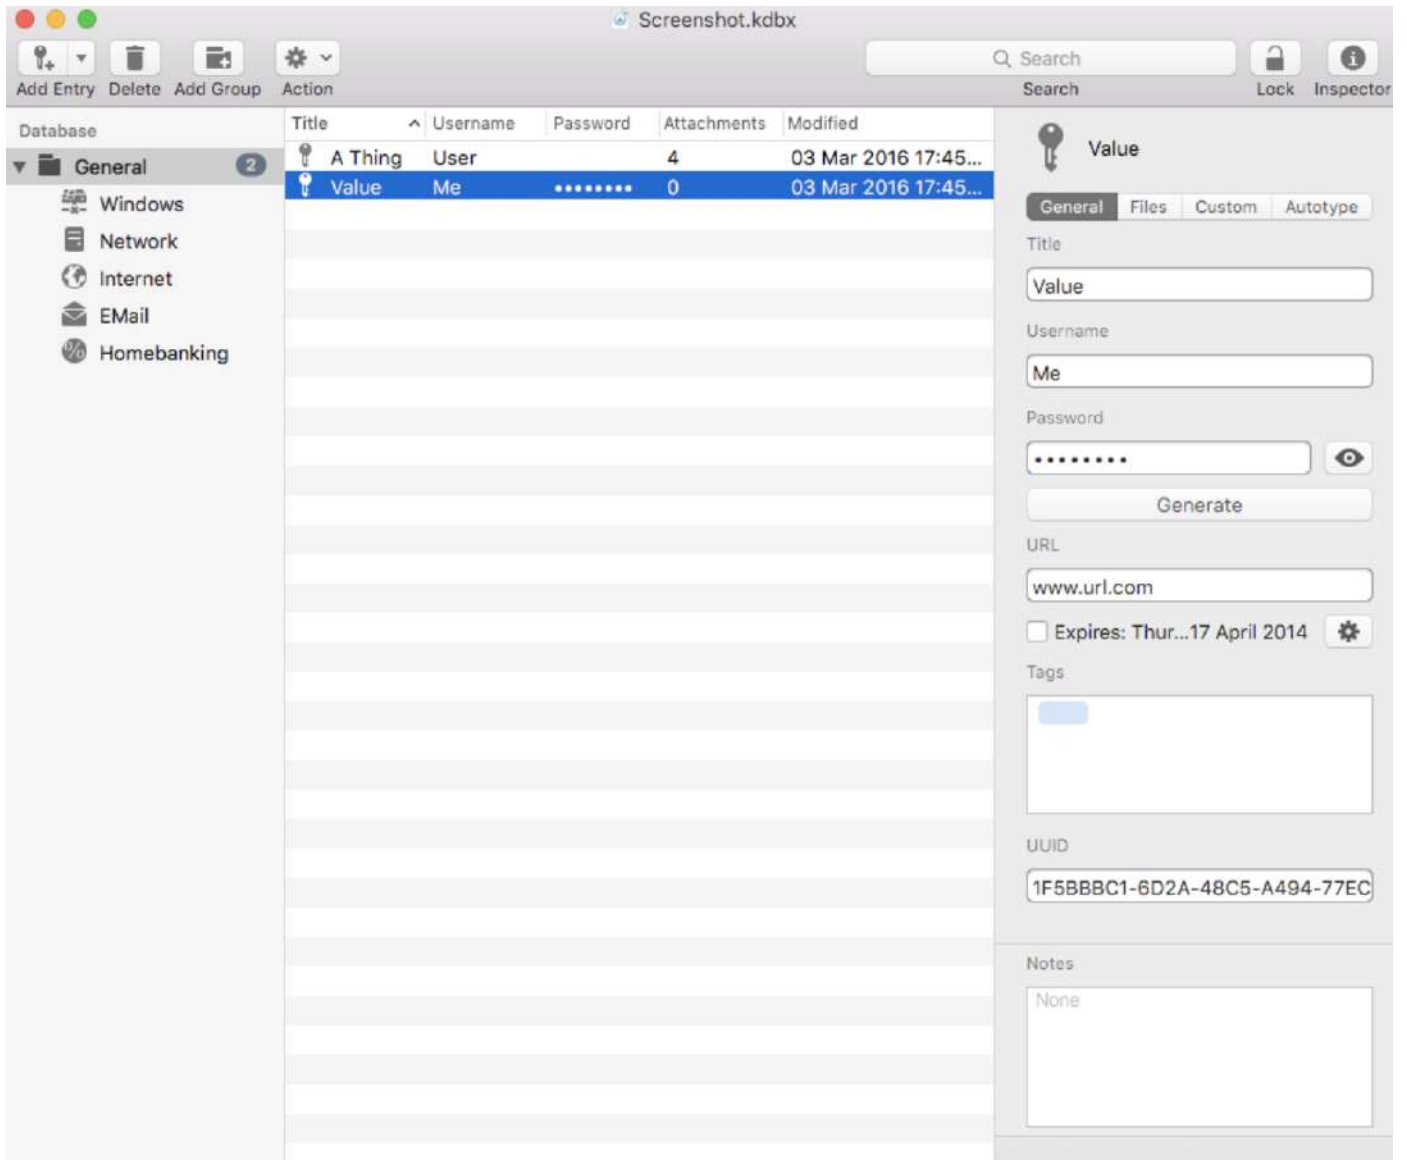 Screenshot.kdbx
Search
Add Entry Delete Add Group Action Search Lock Inspector
Database
General 2
Windows
Network
Internet
EMail
Homebanking
Title Username Password Attachments Modified
A Thing User 4 03 Mar 2016 17:45...
Value Me •••••••• 0 03 Mar 2016 17:45...
Value
General Files Custom Autotype
Title
Value
Username
Me
Password
••••••••
Generate
URL
www.url.com
Expires: Thur...17 April 2014
Tags
UUID
1F5BBBC1-6D2A-48C5-A494-77EC
Notes
None